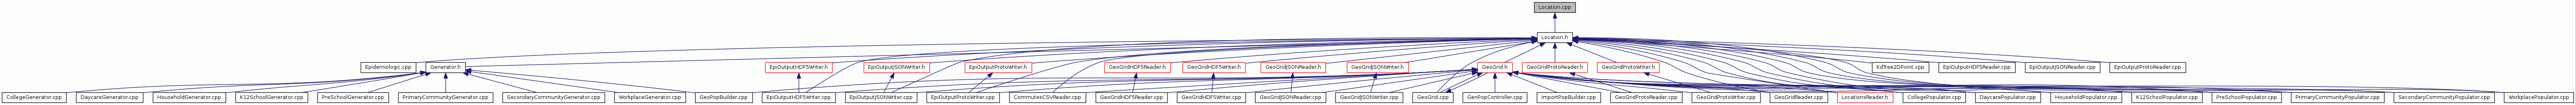 Location.cpp
Location.h
Epidemiologic.cpp
Generator.h
EpiOutputHDF5Writer.h
EpiOutputJSONWriter.h
EpiOutputProtoWriter.h
GeoGridHDF5Reader.h
GeoGridHDF5Writer.h
GeoGridJSONReader.h
GeoGridJSONWriter.h
GeoGrid.h
GeoGridProtoReader.h
GeoGridProtoWriter.h
KdTree2DPoint.cpp
EpiOutputHDF5Reader.cpp
EpiOutputJSONReader.cpp
EpiOutputProtoReader.cpp
CollegeGenerator.cpp
DaycareGenerator.cpp
HouseholdGenerator.cpp
K12SchoolGenerator.cpp
PreSchoolGenerator.cpp
PrimaryCommunityGenerator.cpp
SecondaryCommunityGenerator.cpp
WorkplaceGenerator.cpp
GeoPopBuilder.cpp
EpiOutputHDF5Writer.cpp
EpiOutputJSONWriter.cpp
EpiOutputProtoWriter.cpp
CommutesCSVReader.cpp
GeoGridHDF5Reader.cpp
GeoGridHDF5Writer.cpp
GeoGridJSONReader.cpp
GeoGridJSONWriter.cpp
GeoGrid.cpp
GenPopController.cpp
ImportPopBuilder.cpp
GeoGridProtoReader.cpp
GeoGridProtoWriter.cpp
GeoGridReader.cpp
LocationsReader.h
CollegePopulator.cpp
DaycarePopulator.cpp
HouseholdPopulator.cpp
K12SchoolPopulator.cpp
PreSchoolPopulator.cpp
PrimaryCommunityPopulator.cpp
SecondaryCommunityPopulator.cpp
WorkplacePopulator.cpp